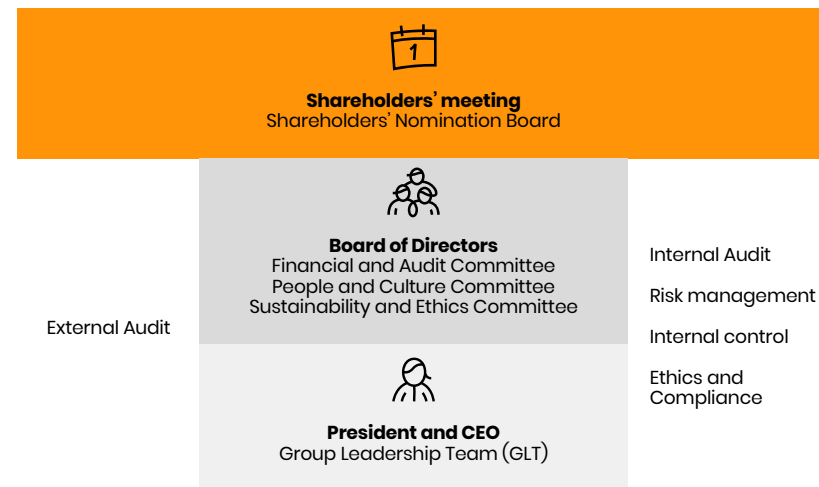 1
Shareholders’ meeting
Shareholders’ Nomination Board
Board of Directors
Financial and Audit Committee
People and Culture Committee
Sustainability and Ethics Committee
External Audit
Internal Audit
Risk management
Internal control
Ethics and
Compliance
President and CEO
Group Leadership Team (GLT)